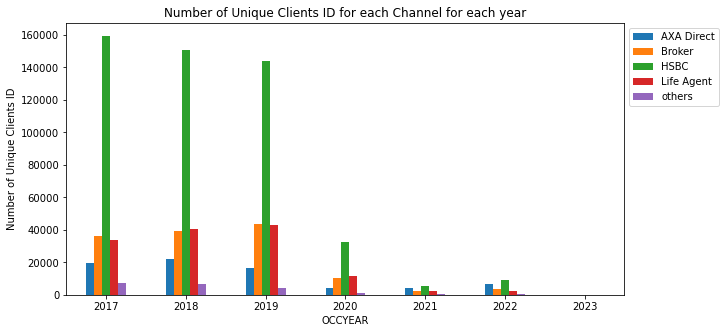 Number of Unique Clients ID for each Channel for each year
160000
140000
120000
100000
80000
60000
40000
20000
0
Number of Unique Clients ID
2017 2018 2019 2020 2021 2022 2023
OCCYEAR
AXA Direct
Broker
HSBC
Life Agent
others